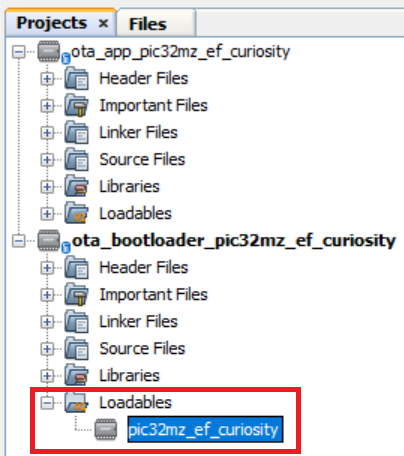 Projects × Files
ota_app_pic32mz_ef_curiosity
Header Files
Important Files
Linker Files
Source Files
Libraries
Loadables
ota_bootloader_pic32mz_ef_curiosity
Header Files
Important Files
Linker Files
Source Files
Libraries
Loadables
pic32mz_ef_curiosity